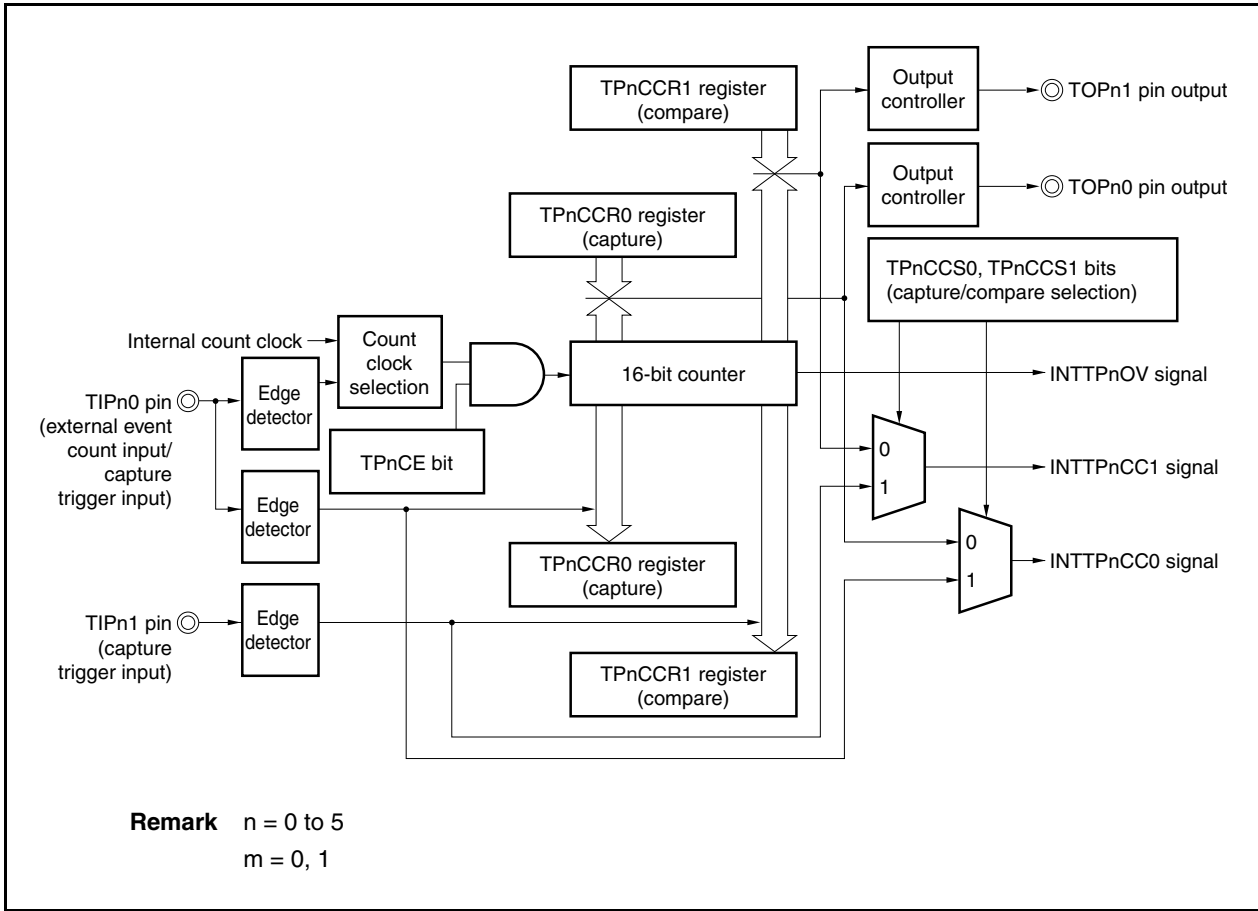 TPnCCR1 register
(compare)
Output
controller
TOPn1 pin output
Output
controller
TOPn0 pin output
TPnCCR0 register
(capture)
TPnCCS0, TPnCCS1 bits
(capture/compare selection)
Internal count clock
Count
clock
selection
16-bit counter
INTTPnOV signal
TIPn0 pin
(external event
count input/
capture
trigger input)
Edge
detector
TPnCE bit
0
1
INTTPnCC1 signal
Edge
detector
0
1
INTTPnCC0 signal
TPnCCR0 register
(capture)
TIPn1 pin
(capture
trigger input)
Edge
detector
TPnCCR1 register
(compare)
Remark n = 0 to 5
m = 0, 1